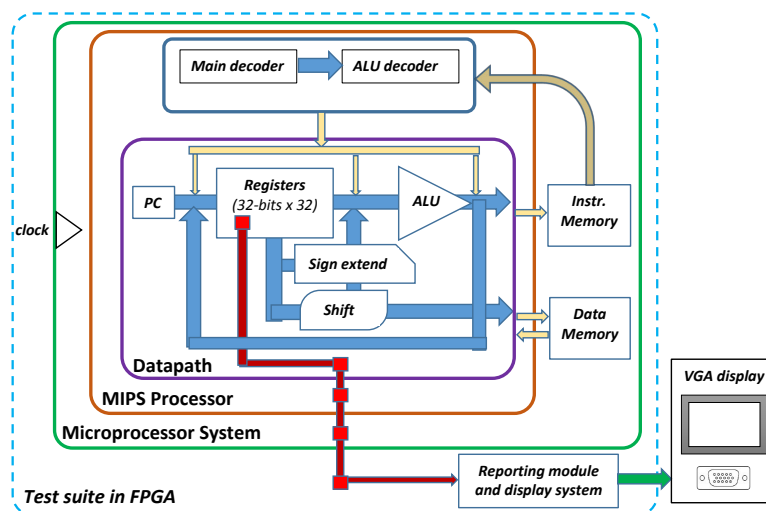 Main decoder
ALU decoder
Registers
(32-bits x 32)
PC
ALU
Instr.
Memory
clock
Sign extend
Shift
Data
Memory
Datapath
MIPS Processor
Microprocessor System
VGA display
Reporting module
and display system
Test suite in FPGA